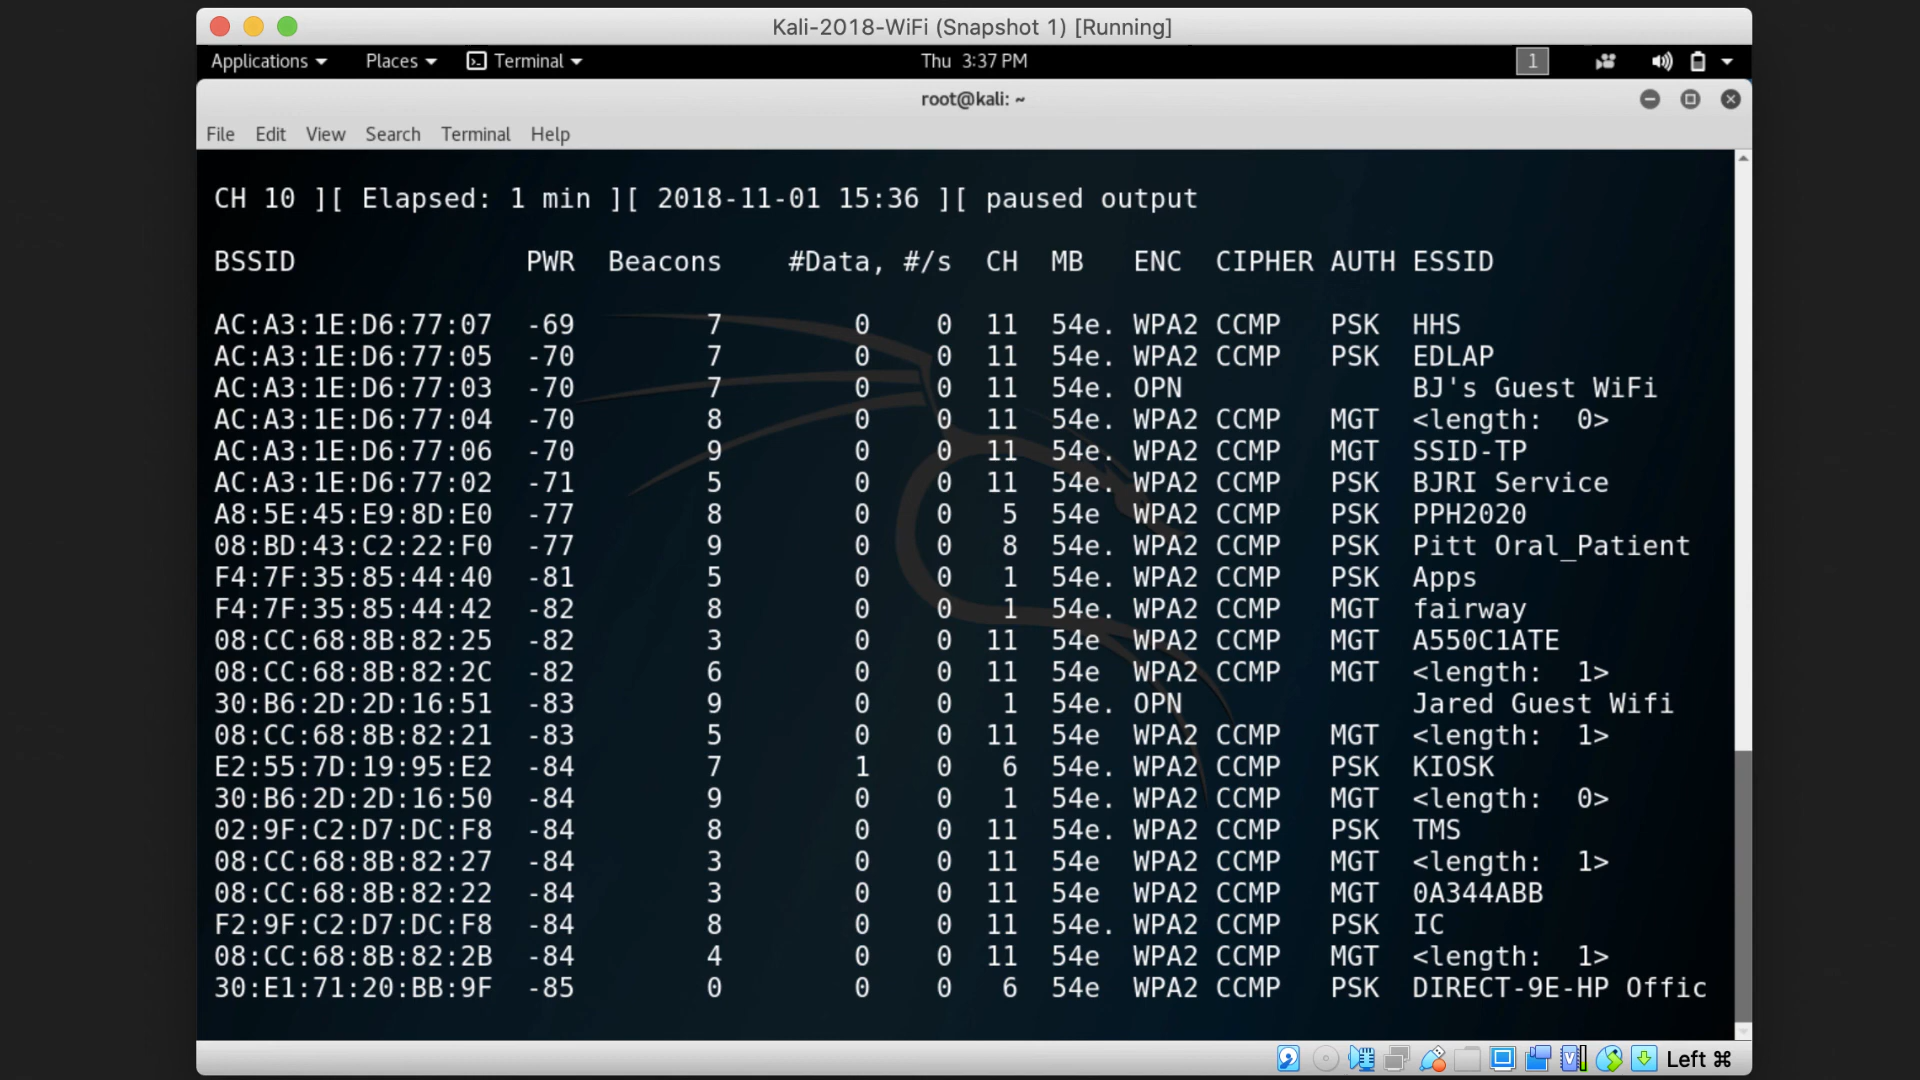 Kali-2018-WiFi (Snapshot 1) [Running]
Applications Places Terminal Thu 3:37 PM 1
root@kali: ~
File Edit View Search Terminal Help
CH 10 ][ Elapsed: 1 min ][ 2018-11-01 15:36 ][ paused output
BSSID PWR Beacons #Data, #/s CH MB ENC CIPHER AUTH ESSID
AC:A3:1E:D6:77:07 -69 7 0 0 11 54e. WPA2 CCMP PSK HHS
AC:A3:1E:D6:77:05 -70 7 0 0 11 54e. WPA2 CCMP PSK EDLAP
AC:A3:1E:D6:77:03 -70 7 0 0 11 54e. OPN BJ's Guest WiFi
AC:A3:1E:D6:77:04 -70 8 0 0 11 54e. WPA2 CCMP MGT <length: 0>
AC:A3:1E:D6:77:06 -70 9 0 0 11 54e. WPA2 CCMP MGT SSID-TP
AC:A3:1E:D6:77:02 -71 5 0 0 11 54e. WPA2 CCMP PSK BJRI Service
A8:5E:45:E9:8D:E0 -77 8 0 0 5 54e WPA2 CCMP PSK PPH2020
08:BD:43:C2:22:F0 -77 9 0 0 8 54e. WPA2 CCMP PSK Pitt Oral_Patient
F4:7F:35:85:44:40 -81 5 0 0 1 54e. WPA2 CCMP PSK Apps
F4:7F:35:85:44:42 -82 8 0 0 1 54e. WPA2 CCMP MGT fairway
08:CC:68:8B:82:25 -82 3 0 0 11 54e WPA2 CCMP MGT A550C1ATE
08:CC:68:8B:82:2C -82 6 0 0 11 54e WPA2 CCMP MGT <length: 1>
30:B6:2D:2D:16:51 -83 9 0 0 1 54e. OPN Jared Guest Wifi
08:CC:68:8B:82:21 -83 5 0 0 11 54e WPA2 CCMP MGT <length: 1>
E2:55:7D:19:95:E2 -84 7 1 0 6 54e. WPA2 CCMP PSK KIOSK
30:B6:2D:2D:16:50 -84 9 0 0 1 54e. WPA2 CCMP MGT <length: 0>
02:9F:C2:D7:DC:F8 -84 8 0 0 11 54e. WPA2 CCMP PSK TMS
08:CC:68:8B:82:27 -84 3 0 0 11 54e WPA2 CCMP MGT <length: 1>
08:CC:68:8B:82:22 -84 3 0 0 11 54e WPA2 CCMP MGT 0A344ABB
F2:9F:C2:D7:DC:F8 -84 8 0 0 11 54e. WPA2 CCMP PSK IC
08:CC:68:8B:82:2B -84 4 0 0 11 54e WPA2 CCMP MGT <length: 1>
30:E1:71:20:BB:9F -85 0 0 0 6 54e WPA2 CCMP PSK DIRECT-9E-HP Offic
Left ⌘